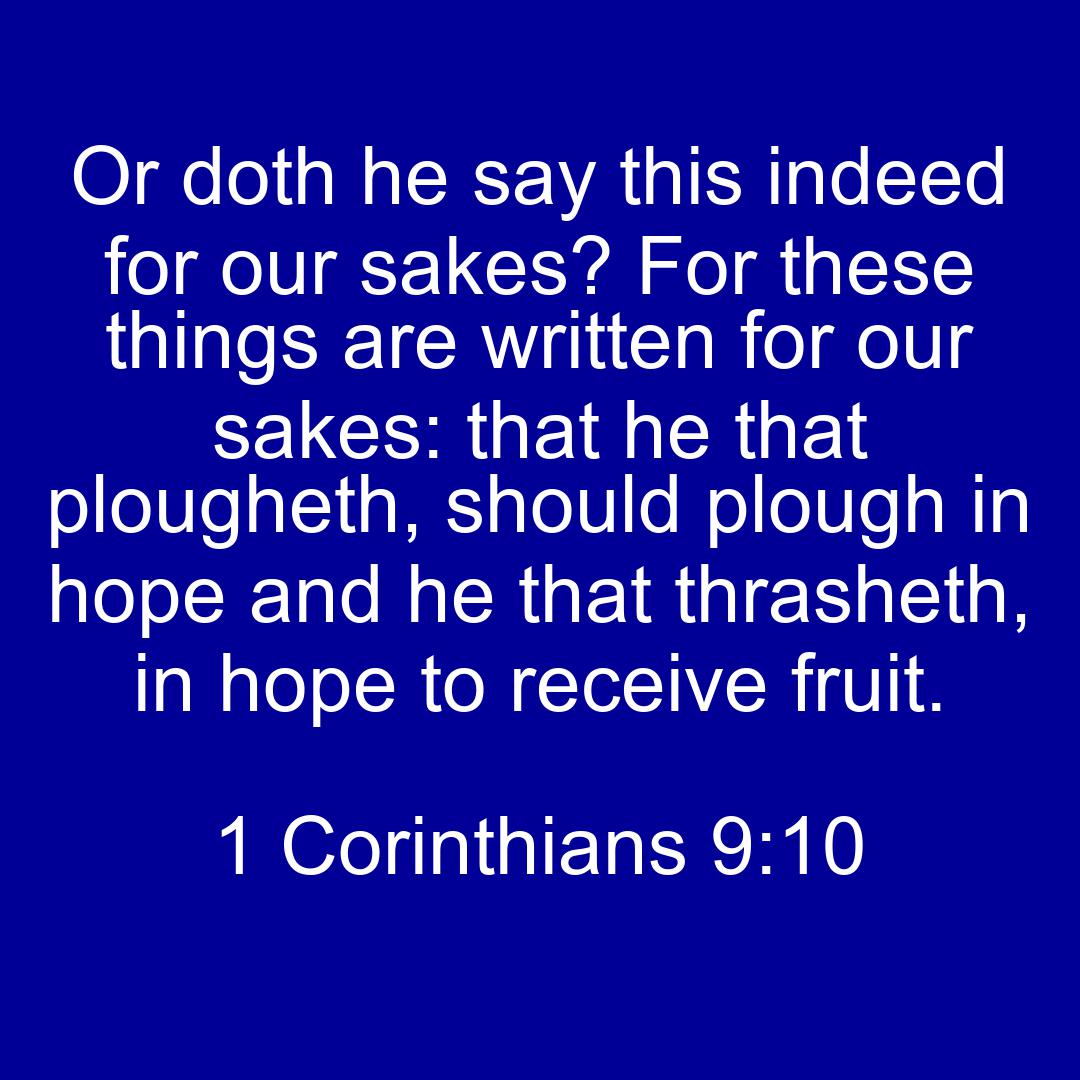 Or doth he say this indeed
for our sakes? For these
things are written for our
sakes: that he that
plougheth, should plough in
hope and he that thrasheth,
in hope to receive fruit.
1 Corinthians 9:10